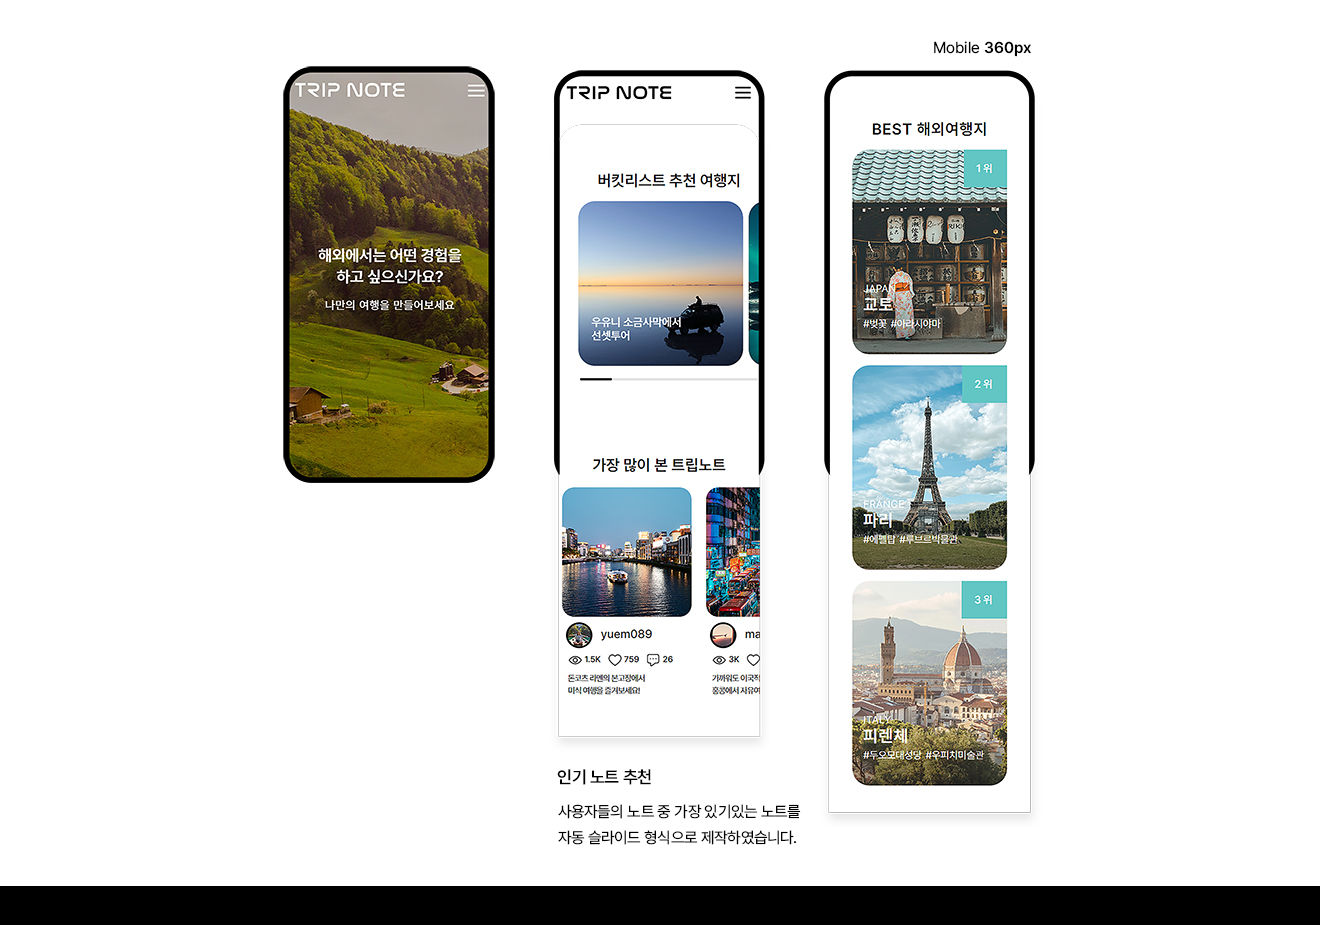 Mobile 360px
TRIP NOTE
해외에서는 어떤 경험을
하고 싶으신가요?
나만의 여행을 만들어보세요
TRIP NOTE
버킷리스트 추천 여행지
우유니 소금사막에서
선셋투어
가장 많이 본 트립노트
yuem089
1.5K 759 26
돈코츠 라멘의 본고장에서
미식 여행을 즐겨보세요!
ma
3K
가까워도 이국적
홍콩에서 자유여
인기 노트 추천
사용자들의 노트 중 가장 있기있는 노트를
자동 슬라이드 형식으로 제작하였습니다.
BEST 해외여행지
1 위
JAPAN
교토
#벚꽃 #아라시야마
2 위
FRANCE
파리
#에펠탑 #루브르박물관
3 위
ITALY
피렌체
#두오모대성당 #우피치미술관